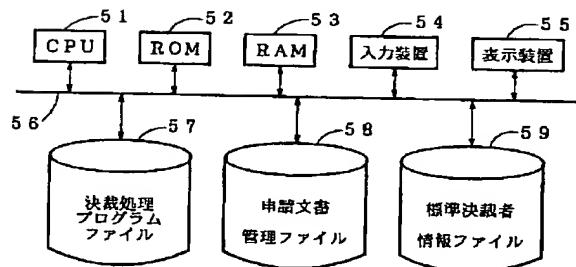 51 52 53 54 55
CPU ROM RAM 入力装置 表示装置
56
57 58 59
決裁処理 申請文書 標準決裁者
プログラム
ファイル 管理ファイル 情報ファイル